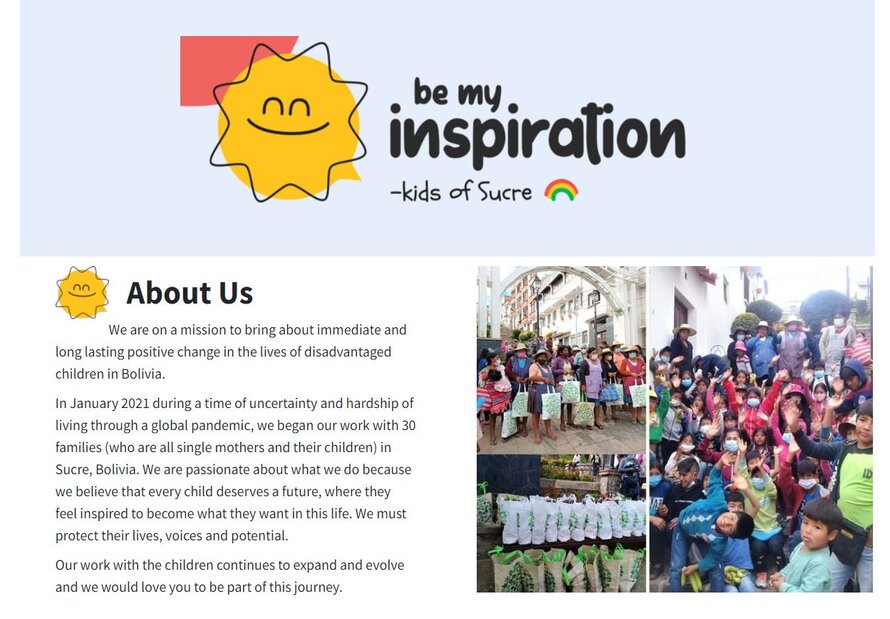 be my
inspiration
-kids of Sucre
About Us
We are on a mission to bring about immediate and
long lasting positive change in the lives of disadvantaged
children in Bolivia.
In January 2021 during a time of uncertainty and hardship of
living through a global pandemic, we began our work with 30
families (who are all single mothers and their children) in
Sucre, Bolivia. We are passionate about what we do because
we believe that every child deserves a future, where they
feel inspired to become what they want in this life. We must
protect their lives, voices and potential.
Our work with the children continues to expand and evolve
and we would love you to be part of this journey.